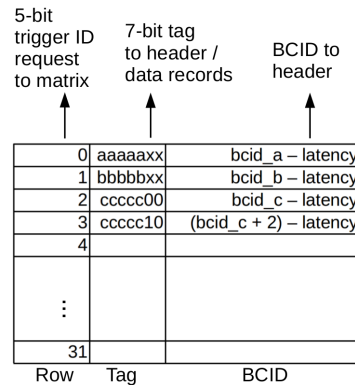 5-bit
trigger ID
request
to matrix
7-bit tag
to header /
data records
BCID to
header
0 aaaaaxx bcid_a – latency
1 bbbbbxx bcid_b – latency
2 ccccc00 bcid_c – latency
3 ccccc10 (bcid_c + 2) – latency
4
⋮
31
Row Tag BCID